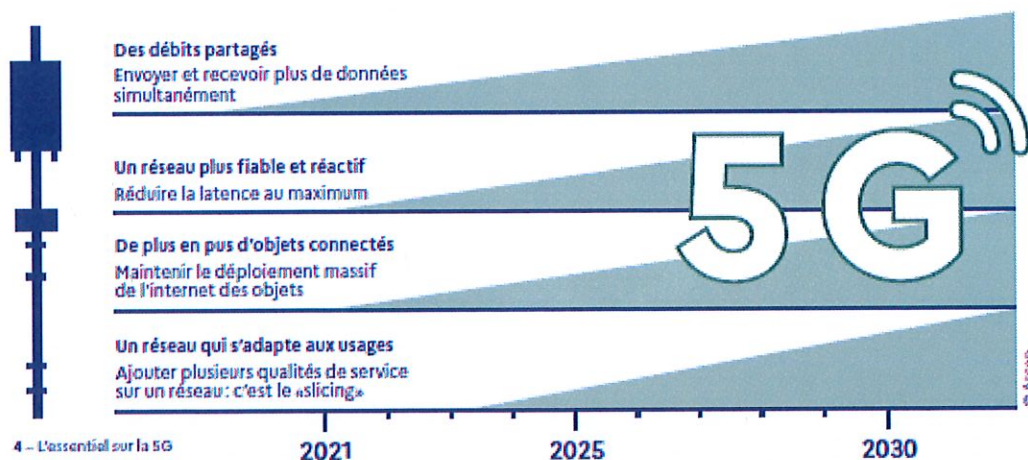 Des débits partagés
Envoyer et recevoir plus de données
simultanément
Un réseau plus fiable et réactif
Réduire la latence au maximum
De plus en pus d'objets connectés
Maintenir le déploiement massif
de l'internet des objets
Un réseau qui s'adapte aux usages
Ajouter plusieurs qualités de service
sur un réseau: c'est le «slicing»
5G
© Arcep
4 – L'essentiel sur la 5G
2021
2025
2030